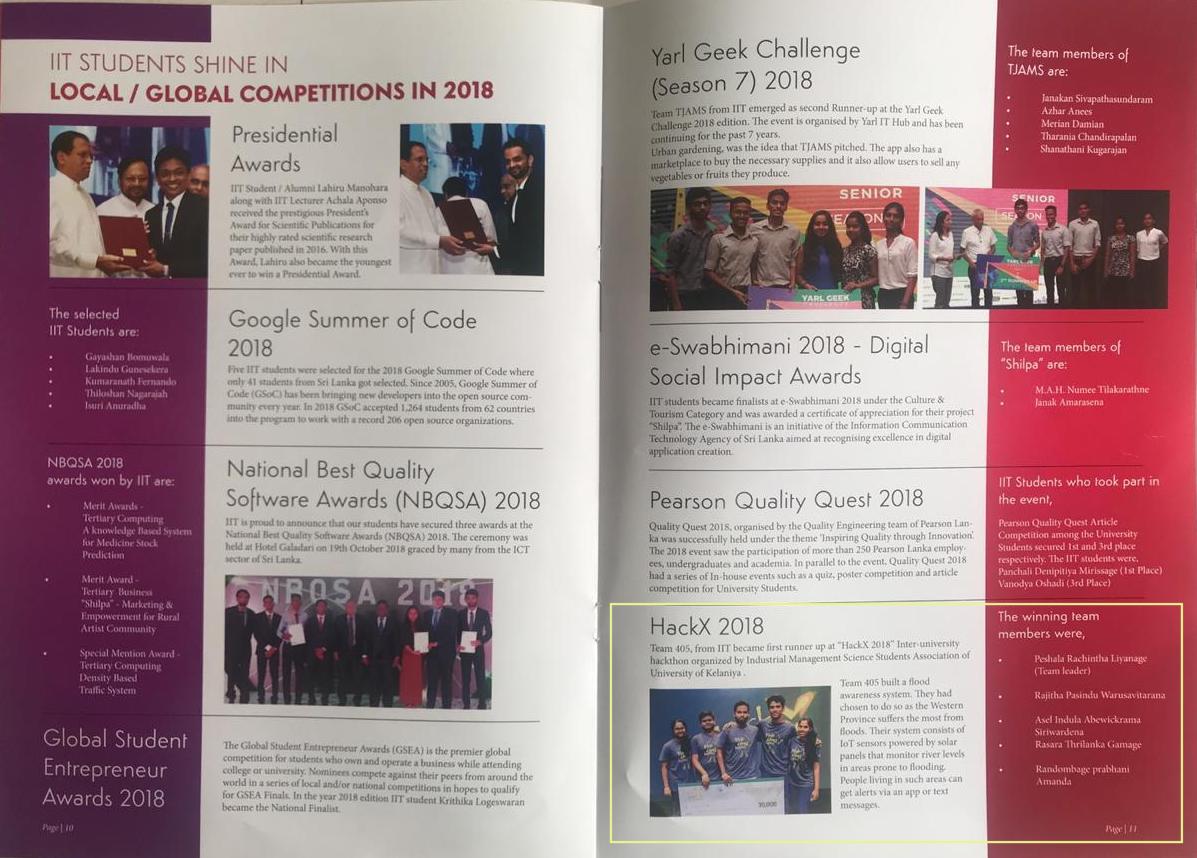 IIT STUDENTS SHINE IN
LOCAL / GLOBAL COMPETITIONS IN 2018
Presidential
Awards
IIT Student / Alumni Lahiru Manohara
along with IIT Lecturer Achala Aponso
received the prestigious President's
Award for Scientific Publications for
their highly rated scientific research
paper published in 2016. With this
Award, Lahiru also became the youngest
ever to win a Presidential Award.
The selected
IIT Students are:
• Gayashan Bomuwala
• Lakindu Gunesekera
• Kumaranath Fernando
• Thiloshan Nagarajah
• Isuri Anuradha
Google Summer of Code
2018
Five IIT students were selected for the 2018 Google Summer of Code where
only 41 students from Sri Lanka got selected. Since 2005, Google Summer of
Code (GSoC) has been bringing new developers into the open source com-
munity every year. In 2018 GSoC accepted 1,264 students from 62 countries
into the program to work with a record 206 open source organizations.
NBQSA 2018
awards won by IIT are:
• Merit Awards -
Tertiary Computing
A knowledge Based System
for Medicine Stock
Prediction
• Merit Award -
Tertiary Business
"Shilpa" - Marketing &
Empowerment for Rural
Artist Community
• Special Mention Award -
Tertiary Computing
Density Based
Traffic System
National Best Quality
Software Awards (NBQSA) 2018
IIT is proud to announce that our students have secured three awards at the
National Best Quality Software Awards (NBQSA) 2018. The ceremony was
held at Hotel Galadari on 19th October 2018 graced by many from the ICT
sector of Sri Lanka.
NBQSA 2018
Global Student
Entrepreneur
Awards 2018
The Global Student Entrepreneur Awards (GSEA) is the premier global
competition for students who own and operate a business while attending
college or university. Nominees compete against their peers from around the
world in a series of local and/or national competitions in hopes to qualify
for GSEA Finals. In the year 2018 edition IIT student Krithika Logeswaran
became the National Finalist.
Page | 10
Yarl Geek Challenge
(Season 7) 2018
Team TJAMS from IIT emerged as second Runner-up at the Yarl Geek
Challenge 2018 edition. The event is organised by Yarl IT Hub and has been
continuing for the past 7 years.
Urban gardening, was the idea that TJAMS pitched. The app also has a
marketplace to buy the necessary supplies and it also allow users to sell any
vegetables or fruits they produce.
The team members of
TJAMS are:
• Janakan Sivapathasundaram
• Azhar Anees
• Merian Damian
• Tharania Chandirapalan
• Shanathani Kugarajan
SENIOR
SEASON
YARL GEEK
SENIOR
SEASON
YARL GEEK
e-Swabhimani 2018 - Digital
Social Impact Awards
IIT students became finalists at e-Swabhimani 2018 under the Culture &
Tourism Category and was awarded a certificate of appreciation for their project
"Shilpa". The e-Swabhimani is an initiative of the Information Communication
Technology Agency of Sri Lanka aimed at recognising excellence in digital
application creation.
The team members of
"Shilpa" are:
• M.A.H. Numee Tilakarathne
• Janak Amarasena
Pearson Quality Quest 2018
Quality Quest 2018, organised by the Quality Engineering team of Pearson Lan-
ka was successfully held under the theme 'Inspiring Quality through Innovation'.
The 2018 event saw the participation of more than 250 Pearson Lanka employ-
ees, undergraduates and academia. In parallel to the event, Quality Quest 2018
had a series of In-house events such as a quiz, poster competition and article
competition for University Students.
IIT Students who took part in
the event,
Pearson Quality Quest Article
Competition among the University
Students secured 1st and 3rd place
respectively. The IIT students were,
Panchali Denipitiya Mirissage (1st Place)
Vanodya Oshadi (3rd Place)
HackX 2018
Team 405, from IIT became first runner up at "HackX 2018" Inter-university
hackthon organized by Industrial Management Science Students Association of
University of Kelaniya .
Team 405 built a flood
awareness system. They had
chosen to do so as the Western
Province suffers the most from
floods. Their system consists of
IoT sensors powered by solar
panels that monitor river levels
in areas prone to flooding.
People living in such areas can
get alerts via an app or text
messages.
The winning team
members were,
• Peshala Rachintha Liyanage
(Team leader)
• Rajitha Pasindu Warusavitarana
• Asel Indula Abewickrama
Siriwardena
• Rasara Thrilanka Gamage
• Randombage prabhani
Amanda
Page | 11